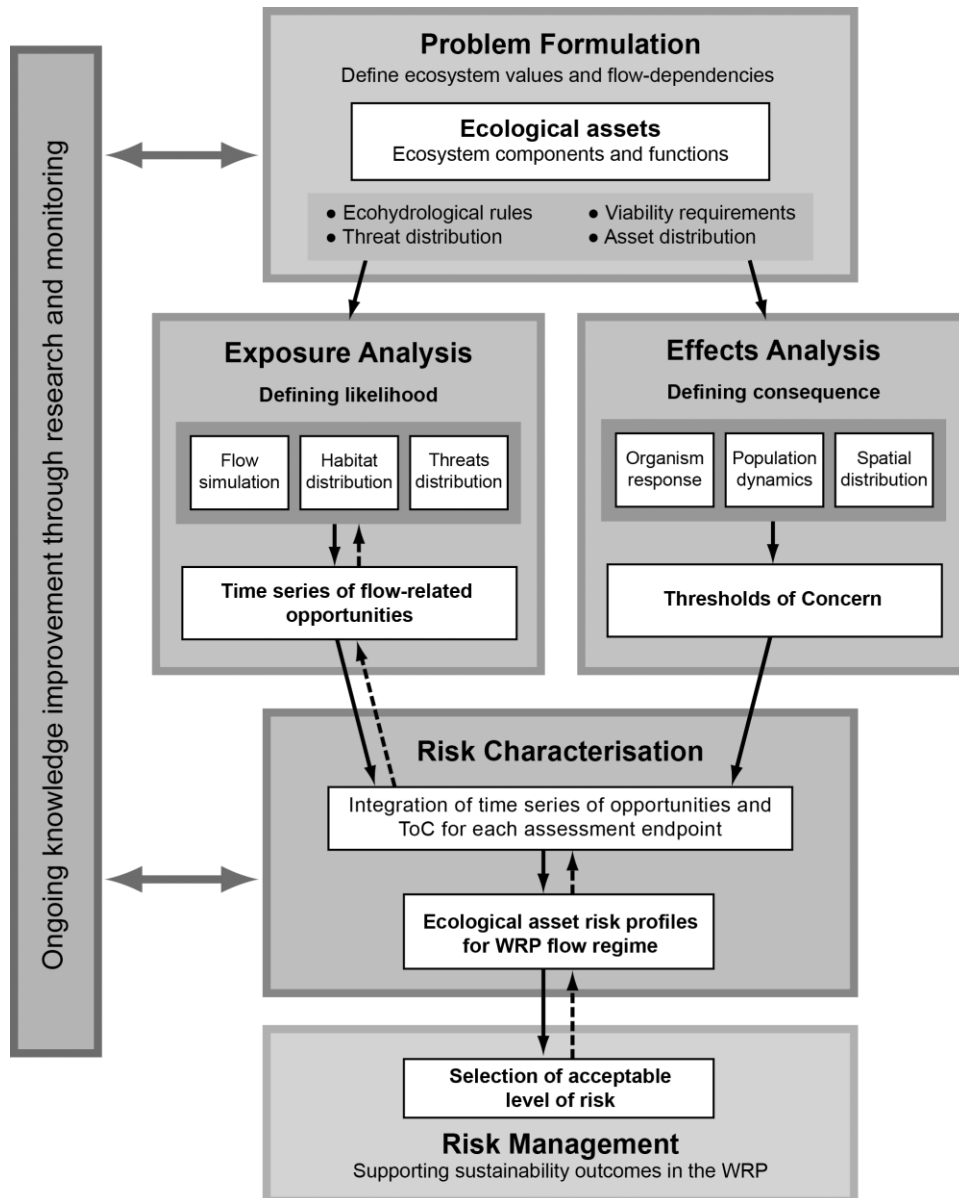 Ongoing knowledge improvement through research and monitoring
Problem Formulation
Define ecosystem values and flow-dependencies
Ecological assets
Ecosystem components and functions
● Ecohydrological rules
● Threat distribution
● Viability requirements
● Asset distribution
Exposure Analysis
Defining likelihood
Flow
simulation
Habitat
distribution
Threats
distribution
Time series of flow-related
opportunities
Effects Analysis
Defining consequence
Organism
response
Population
dynamics
Spatial
distribution
Thresholds of Concern
Risk Characterisation
Integration of time series of opportunities and
ToC for each assessment endpoint
Ecological asset risk profiles
for WRP flow regime
Selection of acceptable
level of risk
Risk Management
Supporting sustainability outcomes in the WRP